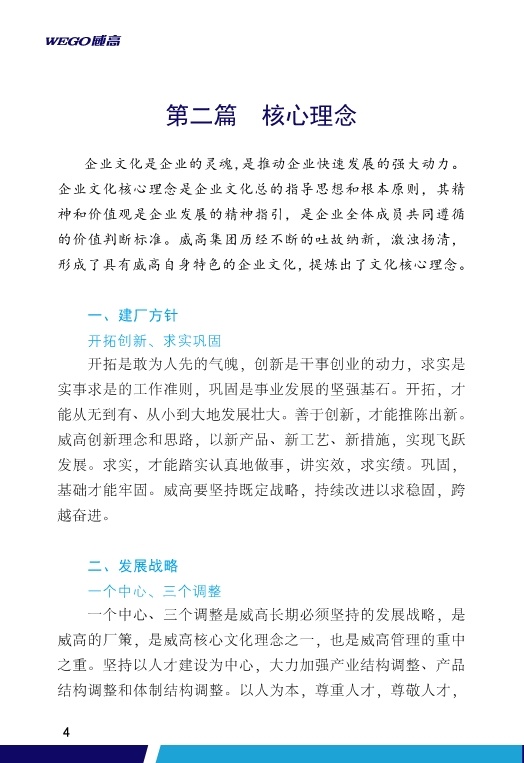 WEGO威高
第二篇　核心理念
企业文化是企业的灵魂,是推动企业快速发展的强大动力。
企业文化核心理念是企业文化总的指导思想和根本原则，其精
神和价值观是企业发展的精神指引，是企业全体成员共同遵循
的价值判断标准。威高集团历经不断的吐故纳新，激浊扬清，
形成了具有威高自身特色的企业文化，提炼出了文化核心理念。
一、建厂方针
开拓创新、求实巩固
开拓是敢为人先的气魄，创新是干事创业的动力，求实是
实事求是的工作准则，巩固是事业发展的坚强基石。开拓，才
能从无到有、从小到大地发展壮大。善于创新，才能推陈出新。
威高创新理念和思路，以新产品、新工艺、新措施，实现飞跃
发展。求实，才能踏实认真地做事，讲实效，求实绩。巩固，
基础才能牢固。威高要坚持既定战略，持续改进以求稳固，跨
越奋进。
二、发展战略
一个中心、三个调整
一个中心、三个调整是威高长期必须坚持的发展战略，是
威高的厂策，是威高核心文化理念之一，也是威高管理的重中
之重。坚持以人才建设为中心，大力加强产业结构调整、产品
结构调整和体制结构调整。以人为本，尊重人才，尊敬人才，
4